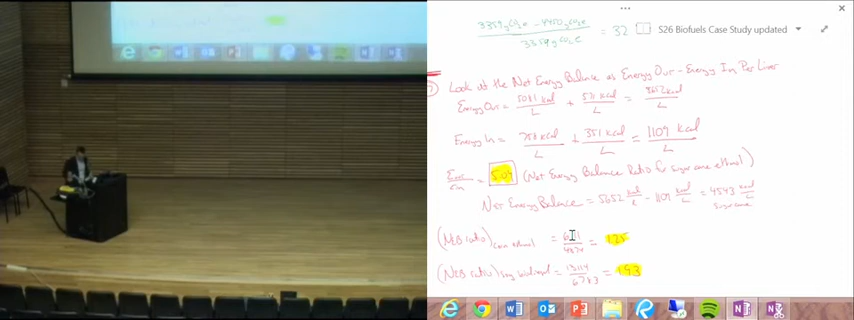 3359 gCO2e - 4450 gCO2e
3359 gCO2e
= 32
S26 Biofuels Case Study updated
Look at the Net Energy Balance as Energy Out - Energy In Per Liter
Energy Out = 5081 kcal / L + 571 kcal / L = 5652 kcal / L
Energy In = 758 kcal / L + 351 kcal / L = 1109 kcal / L
Eout / Ein = 5.09 (Net Energy Balance Ratio for sugar cane ethanol)
Net Energy Balance = 5652 kcal / L - 1109 kcal / L = 4543 kcal / L
sugar cane
(NEB ratio) corn ethanol = = 1.25
(NEB ratio) soy biodiesel = = 1.93